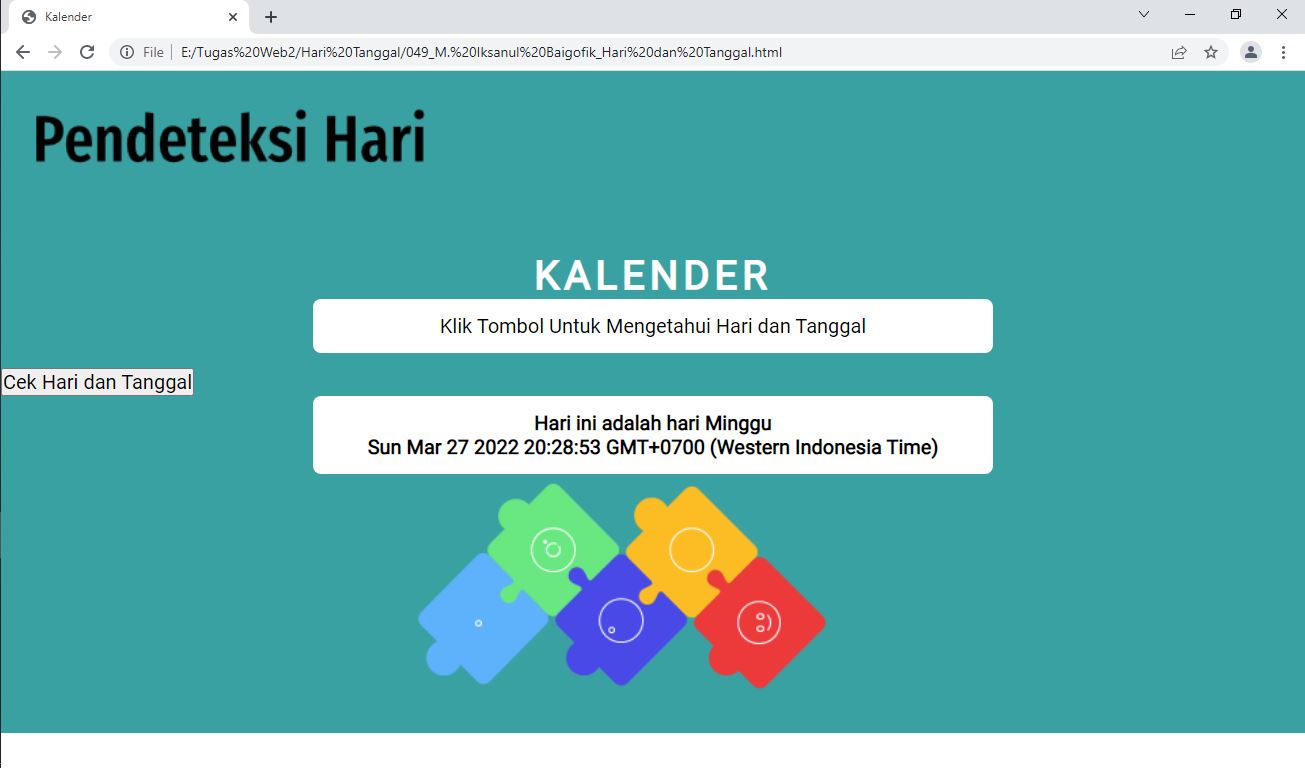 Kalender
File
E:/Tugas%20Web2/Hari%20Tanggal/049_M.%20Iksanul%20Baigofik_Hari%20dan%20Tanggal.html
Pendeteksi Hari
KALENDER
Klik Tombol Untuk Mengetahui Hari dan Tanggal
Cek Hari dan Tanggal
Hari ini adalah hari Minggu
Sun Mar 27 2022 20:28:53 GMT+0700 (Western Indonesia Time)